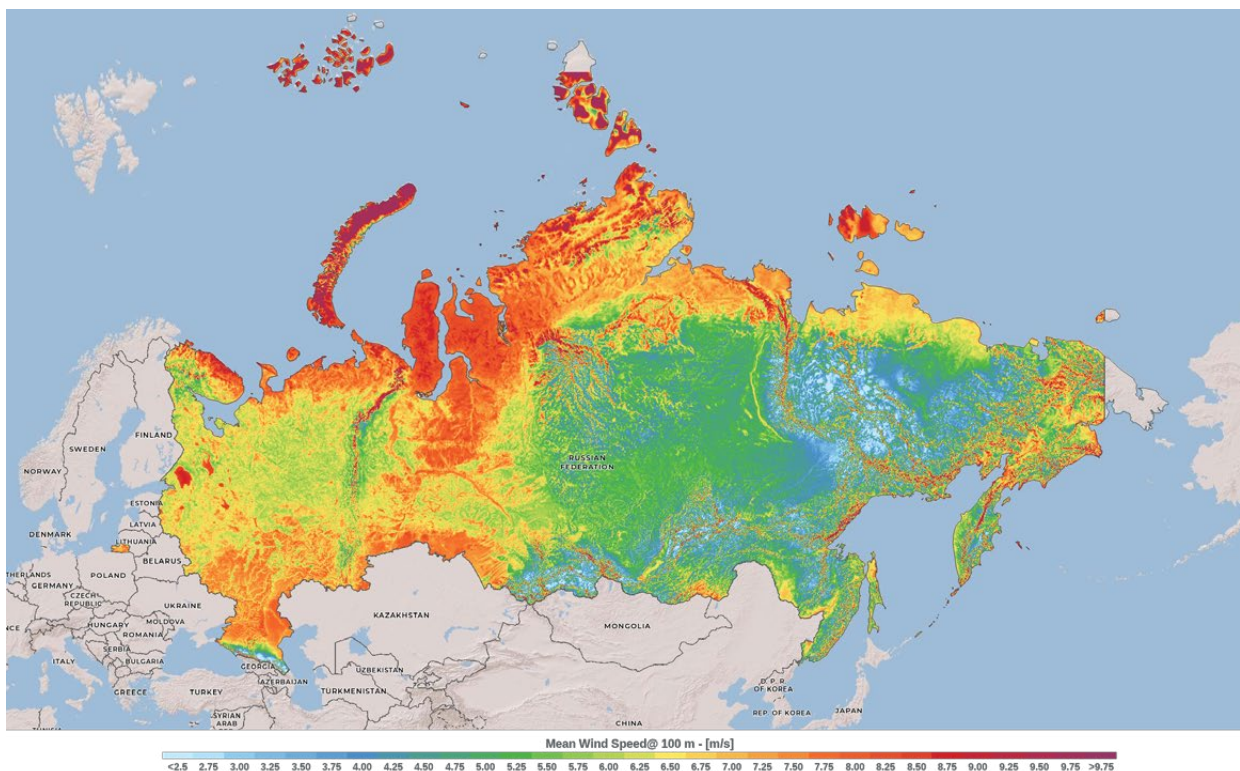 FINLAND
SWEDEN
NORWAY
RUSSIAN
FEDERATION
ESTONIA
LATVIA
DENMARK
LITHUANIA
BELARUS
THERLANDS
POLAND
GERMANY
CZECH
REPUBLIC
UKRAINE
KAZAKHSTAN
MONGOLIA
NCE
HUNGARY
MOLDOVA
ROMANIA
SERBIA
ITALY
BULGARIA
GEORGIA
UZBEKISTAN
AZERBAIJAN
GREECE
TURKEY
TURKMENISTAN
D. P. R.
OF KOREA
REP. OF KOREA
JAPAN
SYRIAN
ARAB
CHINA
Mean Wind Speed@ 100 m - [m/s]
<2.5 2.75 3.00 3.25 3.50 3.75 4.00 4.25 4.50 4.75 5.00 5.25 5.50 5.75 6.00 6.25 6.50 6.75 7.00 7.25 7.50 7.75 8.00 8.25 8.50 8.75 9.00 9.25 9.50 9.75 >9.75